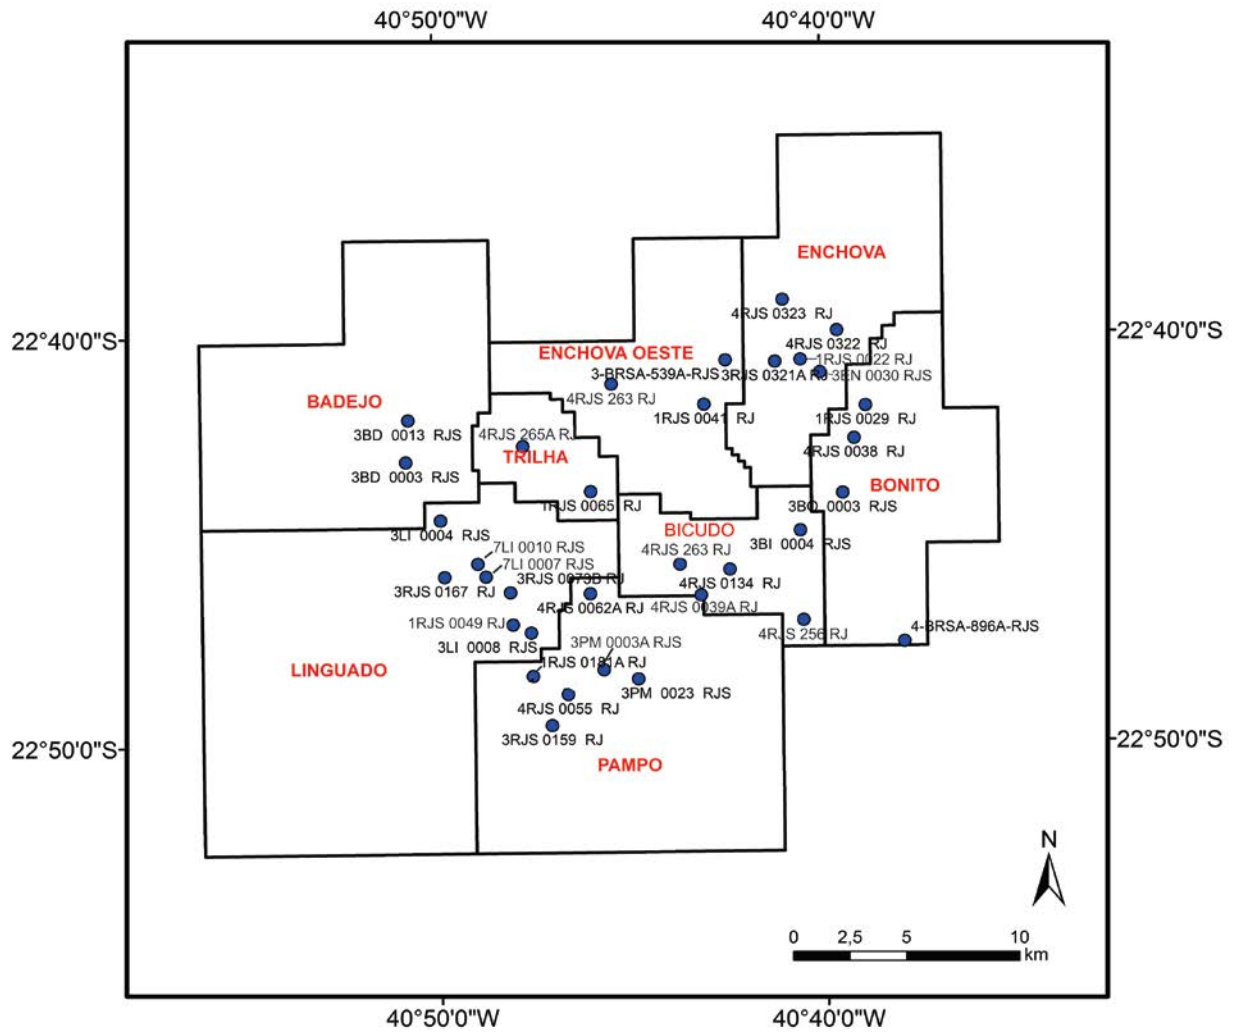 40°50'0"W
40°40'0"W
ENCHOVA
4RJS 0323 RJ
22°40'0"S
22°40'0"S
4RJS 0322 RJ
ENCHOVA OESTE
1RJS 0022 RJ
3-BRSA-539A-RJS
3RJS 0321A RJ
3EN 0030 RJS
4RJS 263 RJ
BADEJO
1RJS 0041 RJ
1RJS 0029 RJ
3BD 0013 RJS
4RJS 265A RJ
4RJS 0038 RJ
TRILHA
3BD 0003 RJS
BONITO
1RJS 0065 RJ
3BO 0003 RJS
3LI 0004 RJS
BICUDO
3BI 0004 RJS
7LI 0010 RJS
4RJS 263 RJ
7LI 0007 RJS
3RJS 0073B RJ
4RJS 0134 RJ
3RJS 0167 RJ
4RJS 0062A RJ
4RJS 0039A RJ
1RJS 0049 RJ
4RJS 256 RJ
4-BRSA-896A-RJS
3LI 0008 RJS
3PM 0003A RJS
LINGUADO
1RJS 0181A RJ
3PM 0023 RJS
4RJS 0055 RJ
3RJS 0159 RJ
22°50'0"S
22°50'0"S
PAMPO
N
0 2,5 5 10
km
40°50'0"W
40°40'0"W